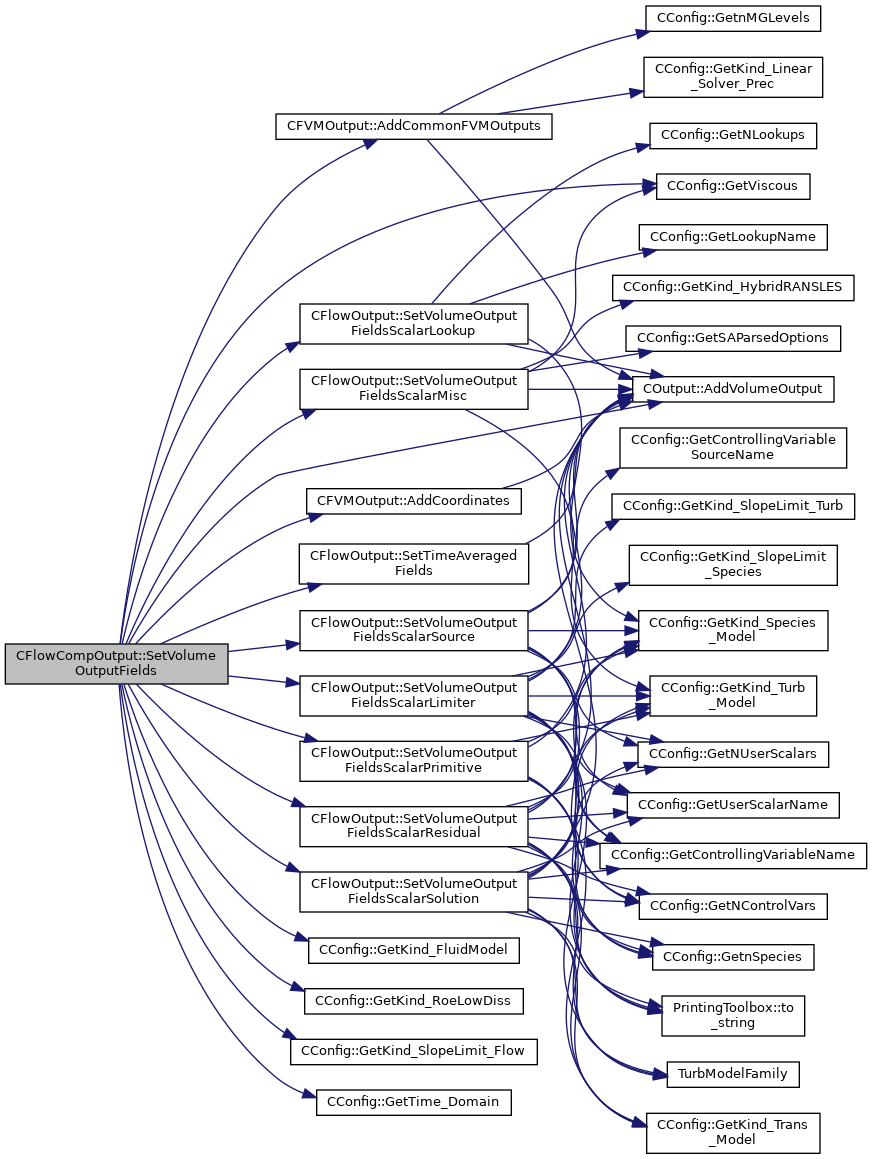 CConfig::GetnMGLevels
CConfig::GetKind_Linear
_Solver_Prec
CFVMOutput::AddCommonFVMOutputs
CConfig::GetNLookups
CConfig::GetViscous
CConfig::GetLookupName
CConfig::GetKind_HybridRANSLES
CFlowOutput::SetVolumeOutput
FieldsScalarLookup
CConfig::GetSAParsedOptions
CFlowOutput::SetVolumeOutput
FieldsScalarMisc
COutput::AddVolumeOutput
CConfig::GetControllingVariable
SourceName
CFVMOutput::AddCoordinates
CConfig::GetKind_SlopeLimit_Turb
CFlowOutput::SetTimeAveraged
Fields
CConfig::GetKind_SlopeLimit
_Species
CFlowOutput::SetVolumeOutput
FieldsScalarSource
CConfig::GetKind_Species
_Model
CFlowCompOutput::SetVolume
OutputFields
CFlowOutput::SetVolumeOutput
FieldsScalarLimiter
CConfig::GetKind_Turb
_Model
CFlowOutput::SetVolumeOutput
FieldsScalarPrimitive
CConfig::GetNUserScalars
CConfig::GetUserScalarName
CFlowOutput::SetVolumeOutput
FieldsScalarResidual
CConfig::GetControllingVariableName
CFlowOutput::SetVolumeOutput
FieldsScalarSolution
CConfig::GetNControlVars
CConfig::GetKind_FluidModel
CConfig::GetnSpecies
CConfig::GetKind_RoeLowDiss
PrintingToolbox::to
_string
CConfig::GetKind_SlopeLimit_Flow
TurbModelFamily
CConfig::GetTime_Domain
CConfig::GetKind_Trans
_Model